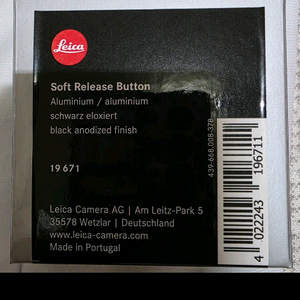 Leica
Soft Release Button
Aluminium / aluminium
schwarz eloxiert
black anodized finish
19 671
Leica Camera AG | Am Leitz-Park 5
35578 Wetzlar | Deutschland
www.leica-camera.com
Made in Portugal
439-668.008-378
4 022243 196711